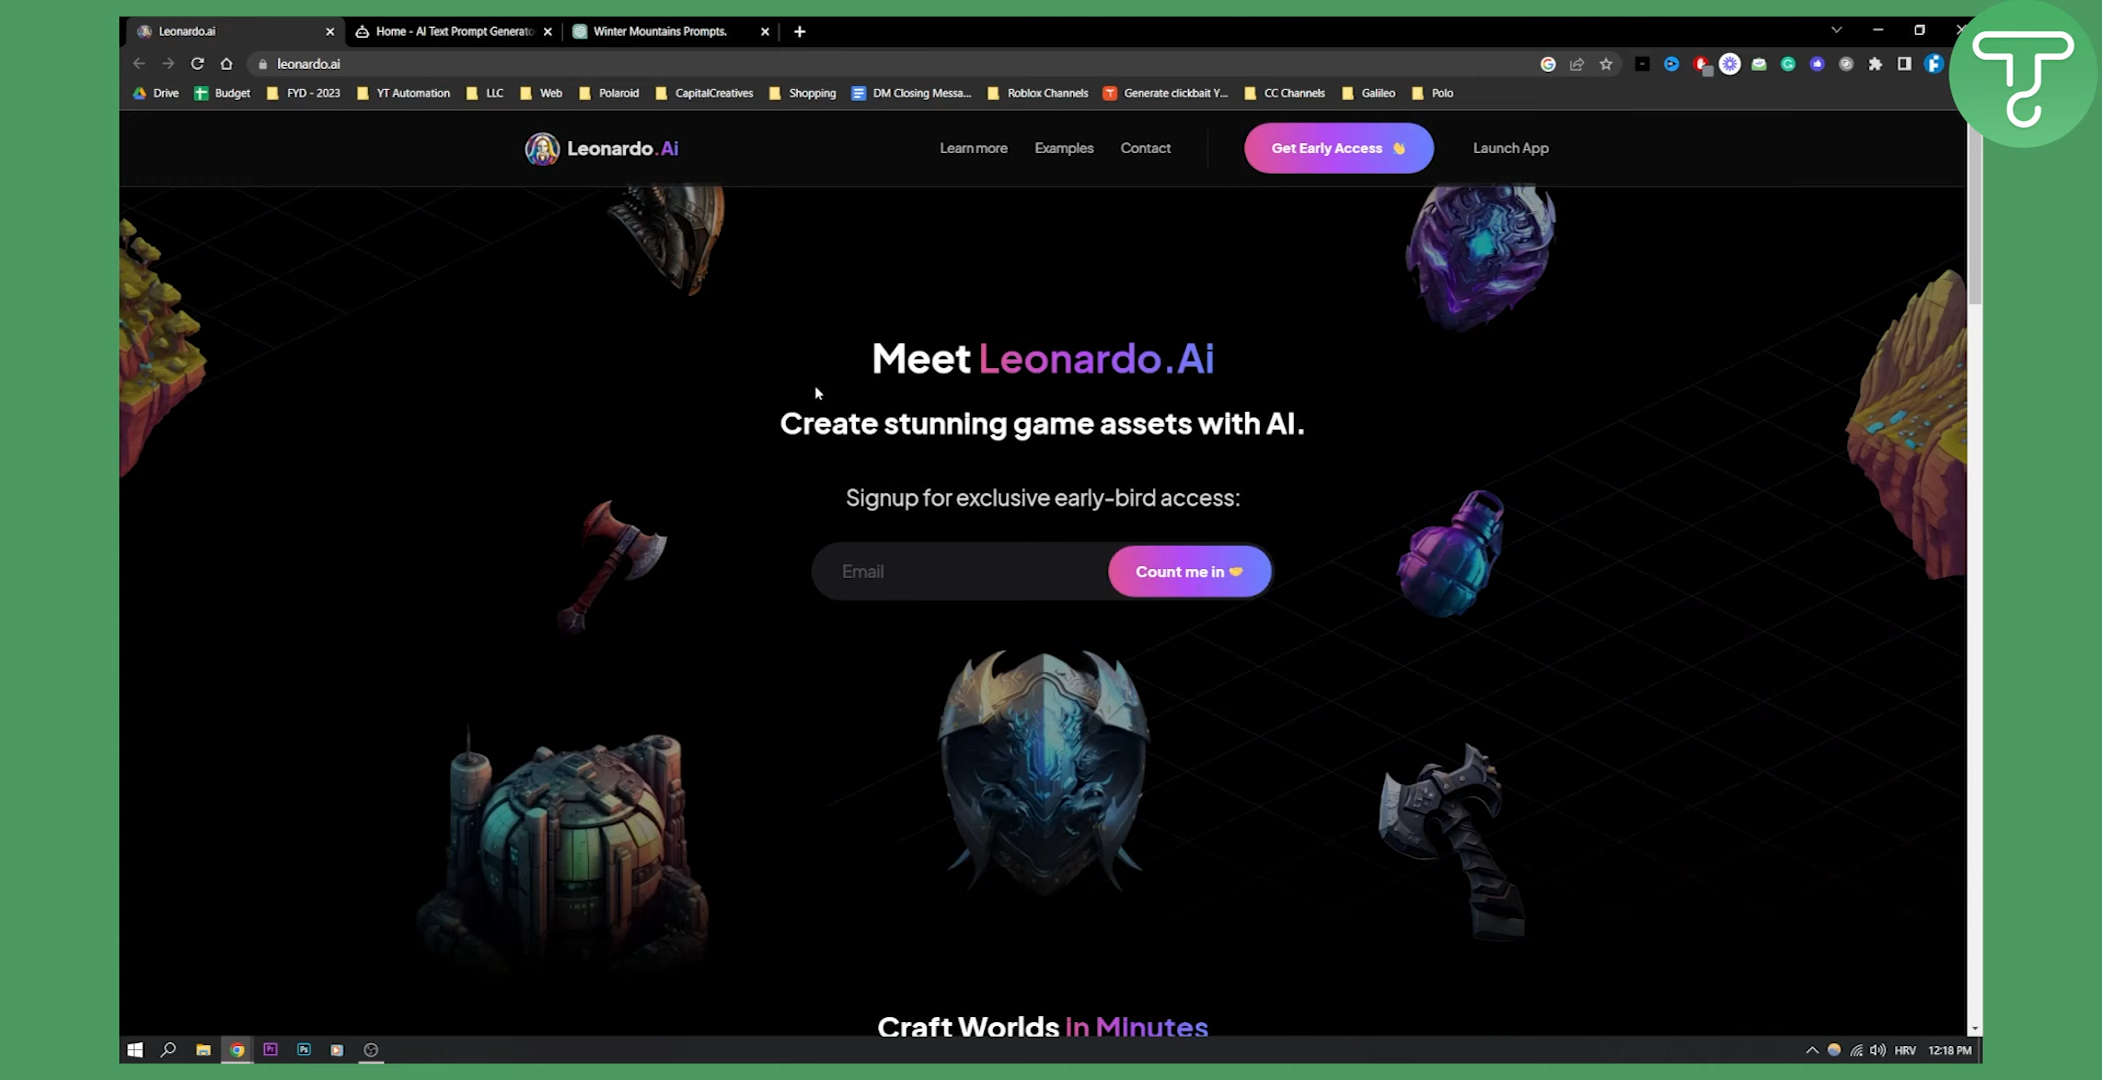 Leonardo.ai
Home - AI Text Prompt Generato
Winter Mountains Prompts.
leonardo.ai
Drive
Budget
FYD - 2023
YT Automation
LLC
Web
Polaroid
CapitalCreatives
Shopping
DM Closing Messa...
Roblox Channels
Generate clickbait Y...
CC Channels
Galileo
Polo
Leonardo.Ai
Learn more
Examples
Contact
Get Early Access 👋
Launch App
Meet Leonardo.Ai
Create stunning game assets with AI.
Signup for exclusive early-bird access:
Email
Count me in 🤝
Craft Worlds In Minutes
Pr
Ps
HRV
12:18 PM